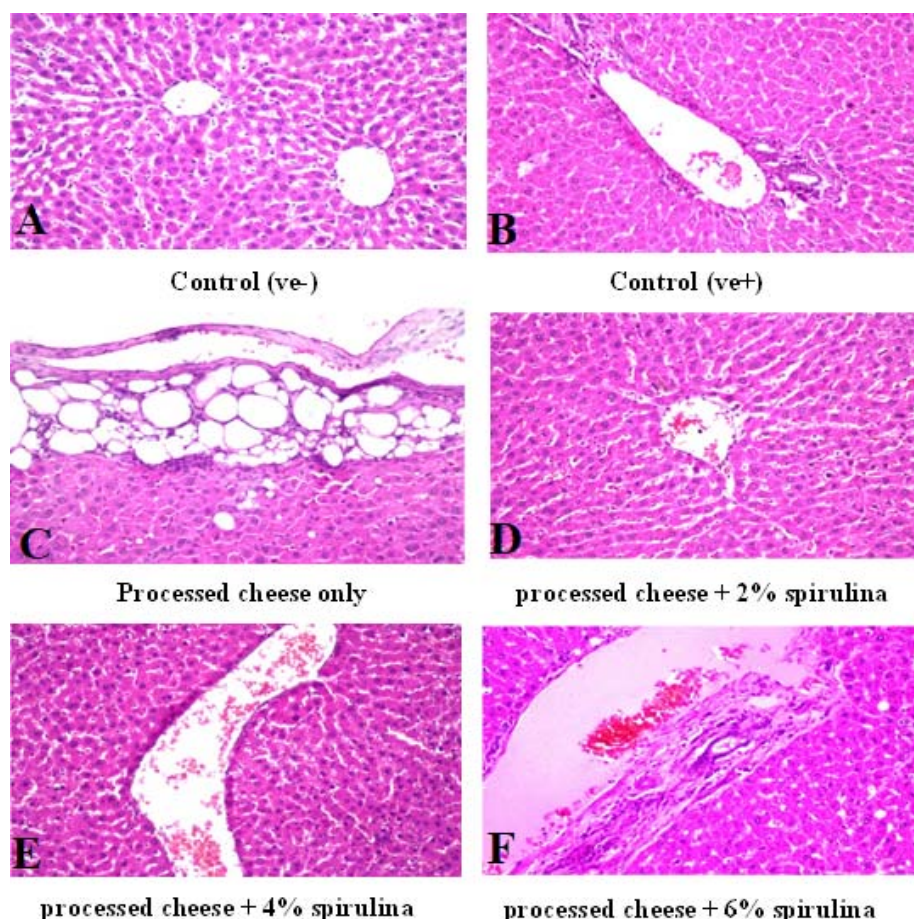 A
B
Control (ve-)
Control (ve+)
C
D
Processed cheese only
processed cheese + 2% spirulina
E
F
processed cheese + 4% spirulina
processed cheese + 6% spirulina